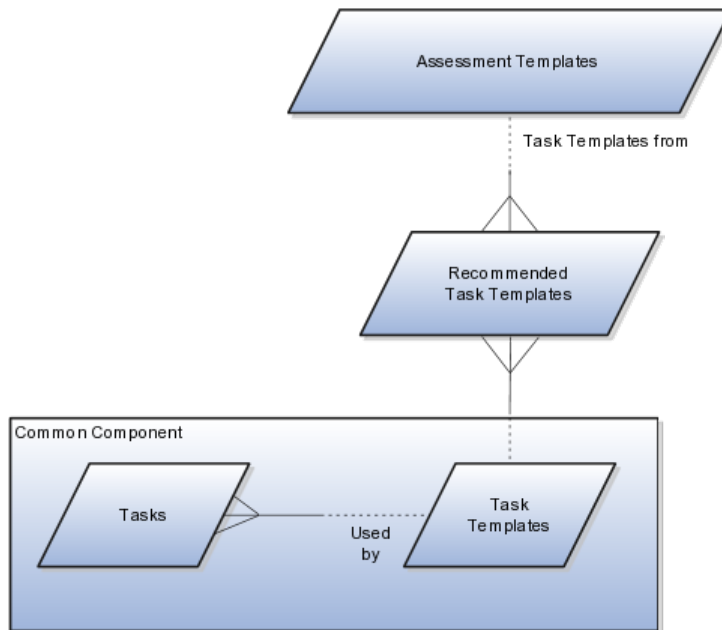 Assessment Templates
Task Templates from
Recommended
Task Templates
Common Component
Tasks
Used
by
Task
Templates